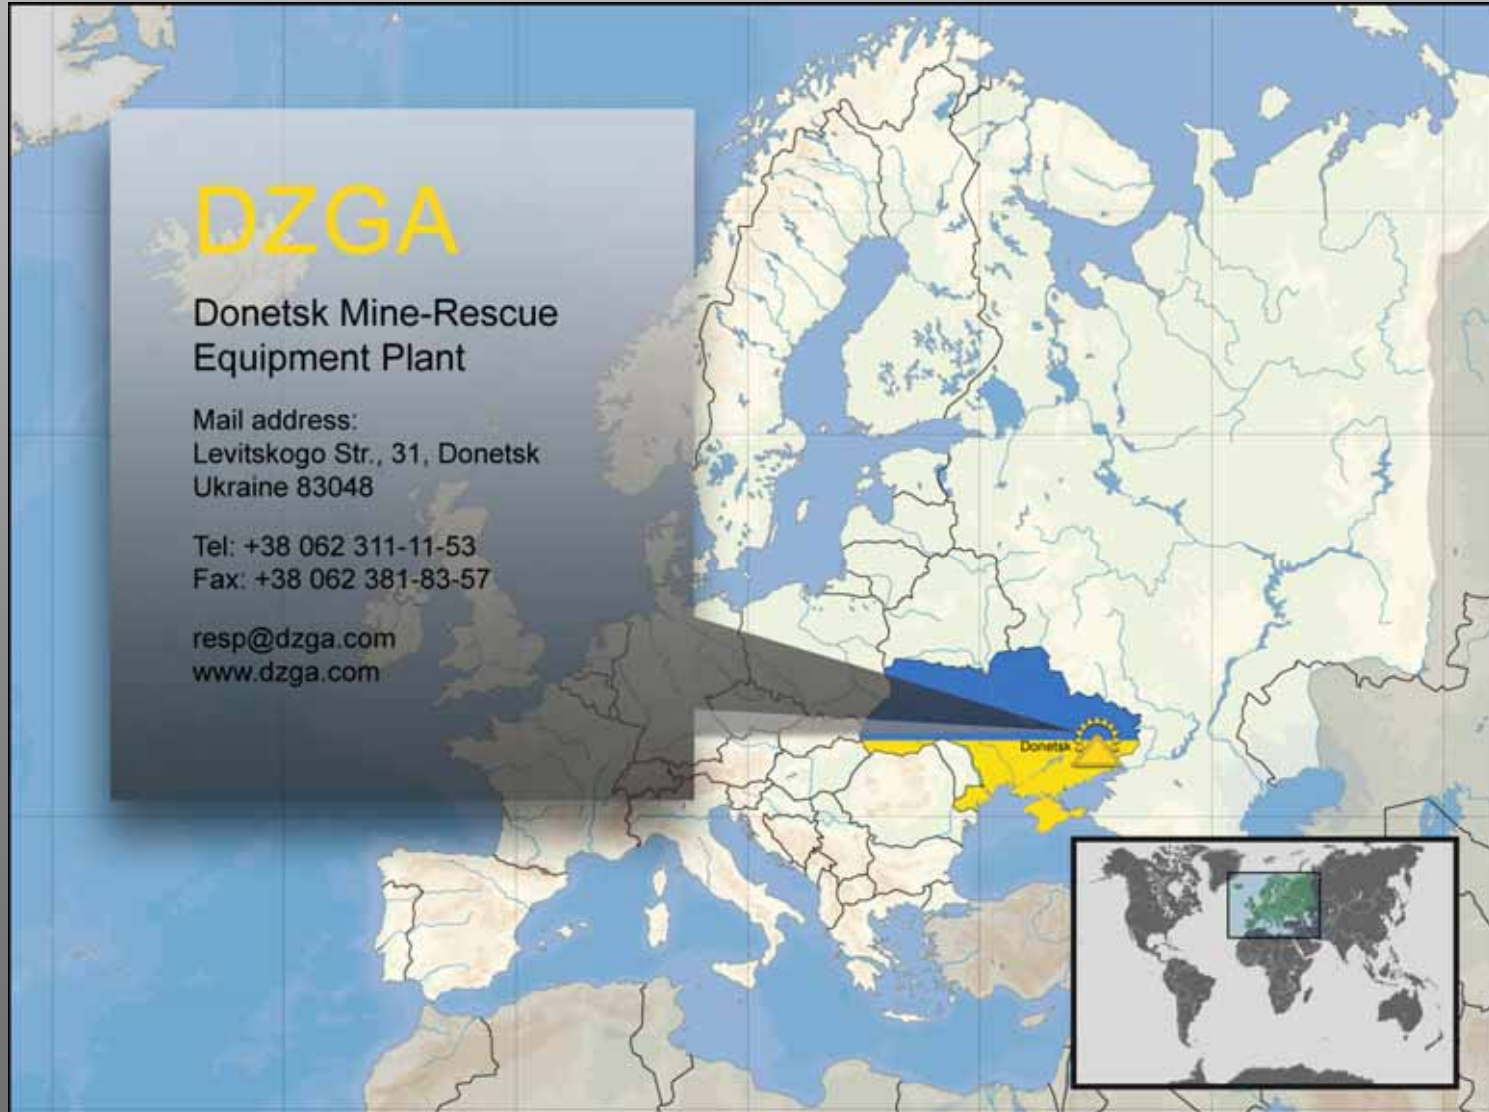 DZGA
Donetsk Mine-Rescue
Equipment Plant
Mail address:
Levitskogo Str., 31, Donetsk
Ukraine 83048
Tel: +38 062 311-11-53
Fax: +38 062 381-83-57
resp@dzga.com
www.dzga.com
Donetsk